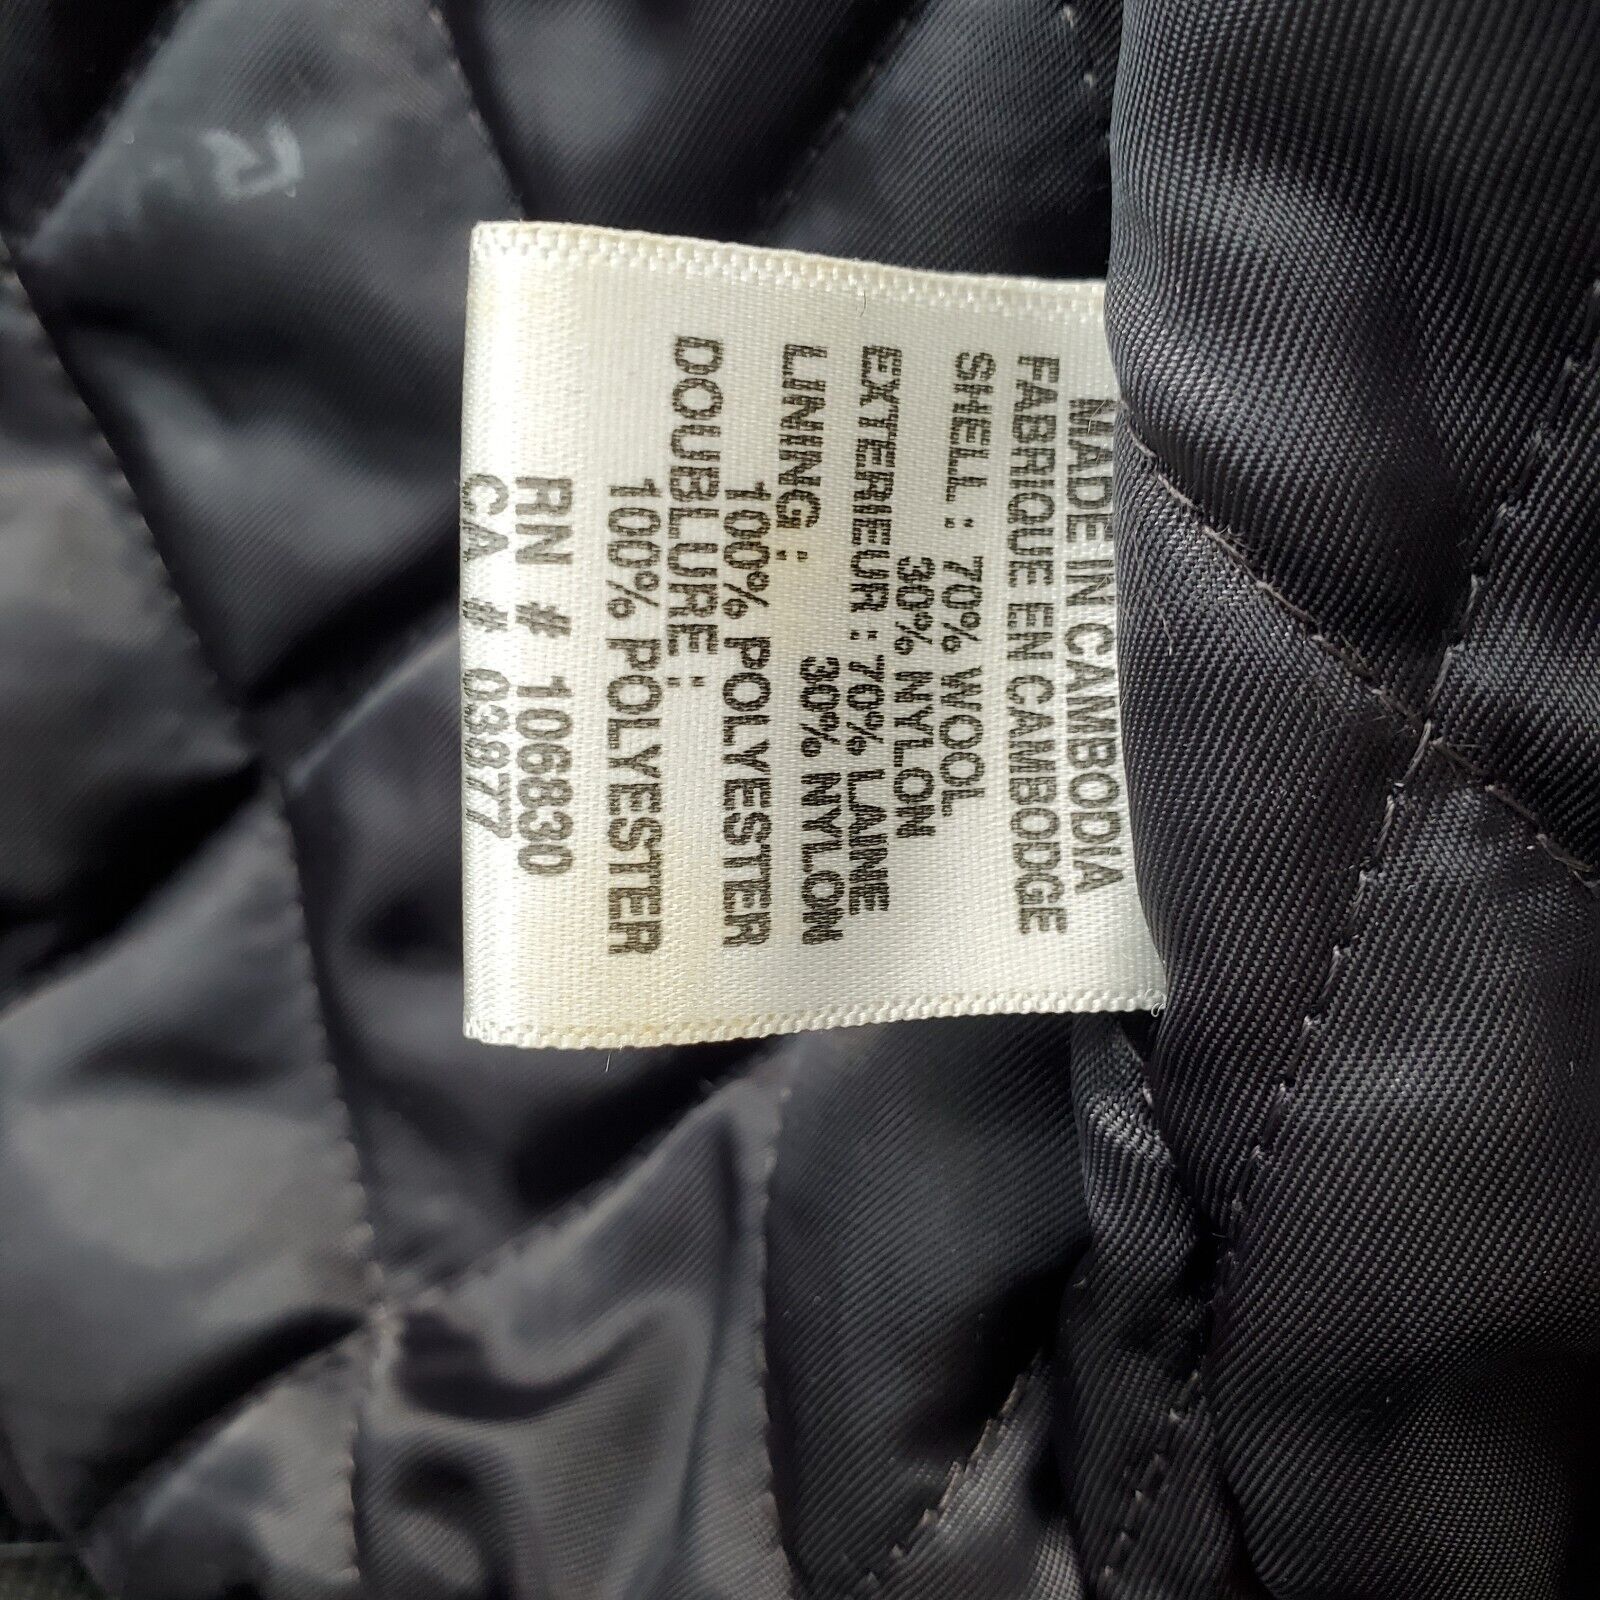 MADE IN CAMBODIA
FABRIQUE EN CAMBODGE
SHELL : 70% WOOL
30% NYLON
EXTERIEUR : 70% LAINE
30% NYLON
LINING :
100% POLYESTER
DOUBLURE :
100% POLYESTER
RN # 106830
CA # 03877
R